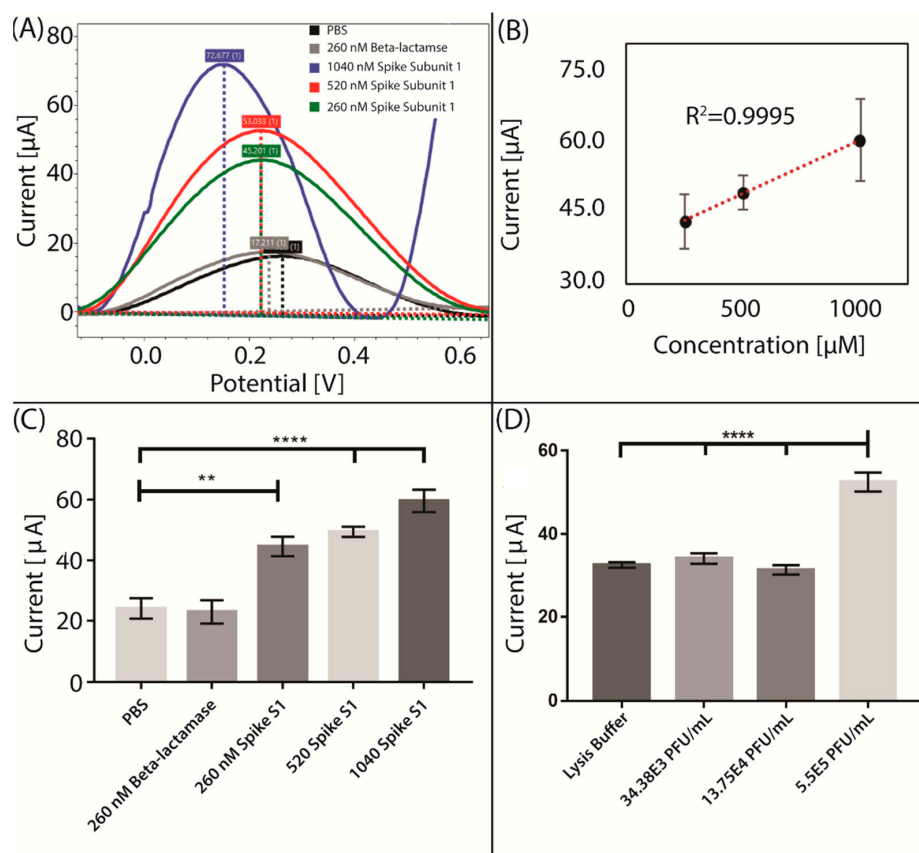 (A)
PBS
260 nM Beta-lactamse
1040 nM Spike Subunit 1
520 nM Spike Subunit 1
260 nM Spike Subunit 1
72.677 (1)
53.033 (1)
45.201 (1)
17.211 (1)
(1)
80
60
40
20
0
Current [µA]
0.0 0.2 0.4 0.6
Potential [V]
(B)
75.0
60.0
45.0
30.0
Current [µA]
R²=0.9995
0 500 1000
Concentration [µM]
(C)
80
60
40
20
0
Current [µ A]
****
**
PBS
260 nM Beta-lactamase
260 nM Spike S1
520 Spike S1
1040 Spike S1
(D)
60
40
20
0
Current [µ A]
****
Lysis Buffer
34.38E3 PFU/mL
13.75E4 PFU/mL
5.5E5 PFU/mL